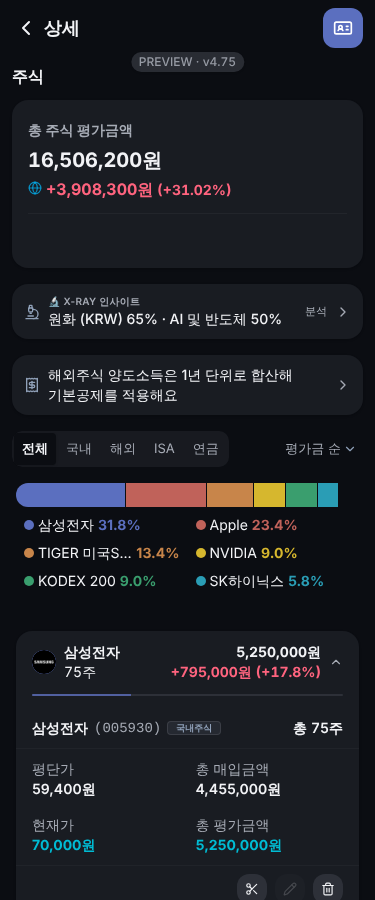 상세
PREVIEW · v4.75
주식
총 주식 평가금액
16,506,200원
+3,908,300원 (+31.02%)
X-RAY 인사이트
원화 (KRW) 65% · AI 및 반도체 50%
분석
해외주식 양도소득은 1년 단위로 합산해
기본공제를 적용해요
전체 국내 해외 ISA 연금 평가금 순
삼성전자 31.8% Apple 23.4%
TIGER 미국S... 13.4% NVIDIA 9.0%
KODEX 200 9.0% SK하이닉스 5.8%
SAMSUNG
삼성전자 5,250,000원
75주 +795,000원 (+17.8%)
삼성전자 (005930) 국내주식 총 75주
평단가 총 매입금액
59,400원 4,455,000원
현재가 총 평가금액
70,000원 5,250,000원